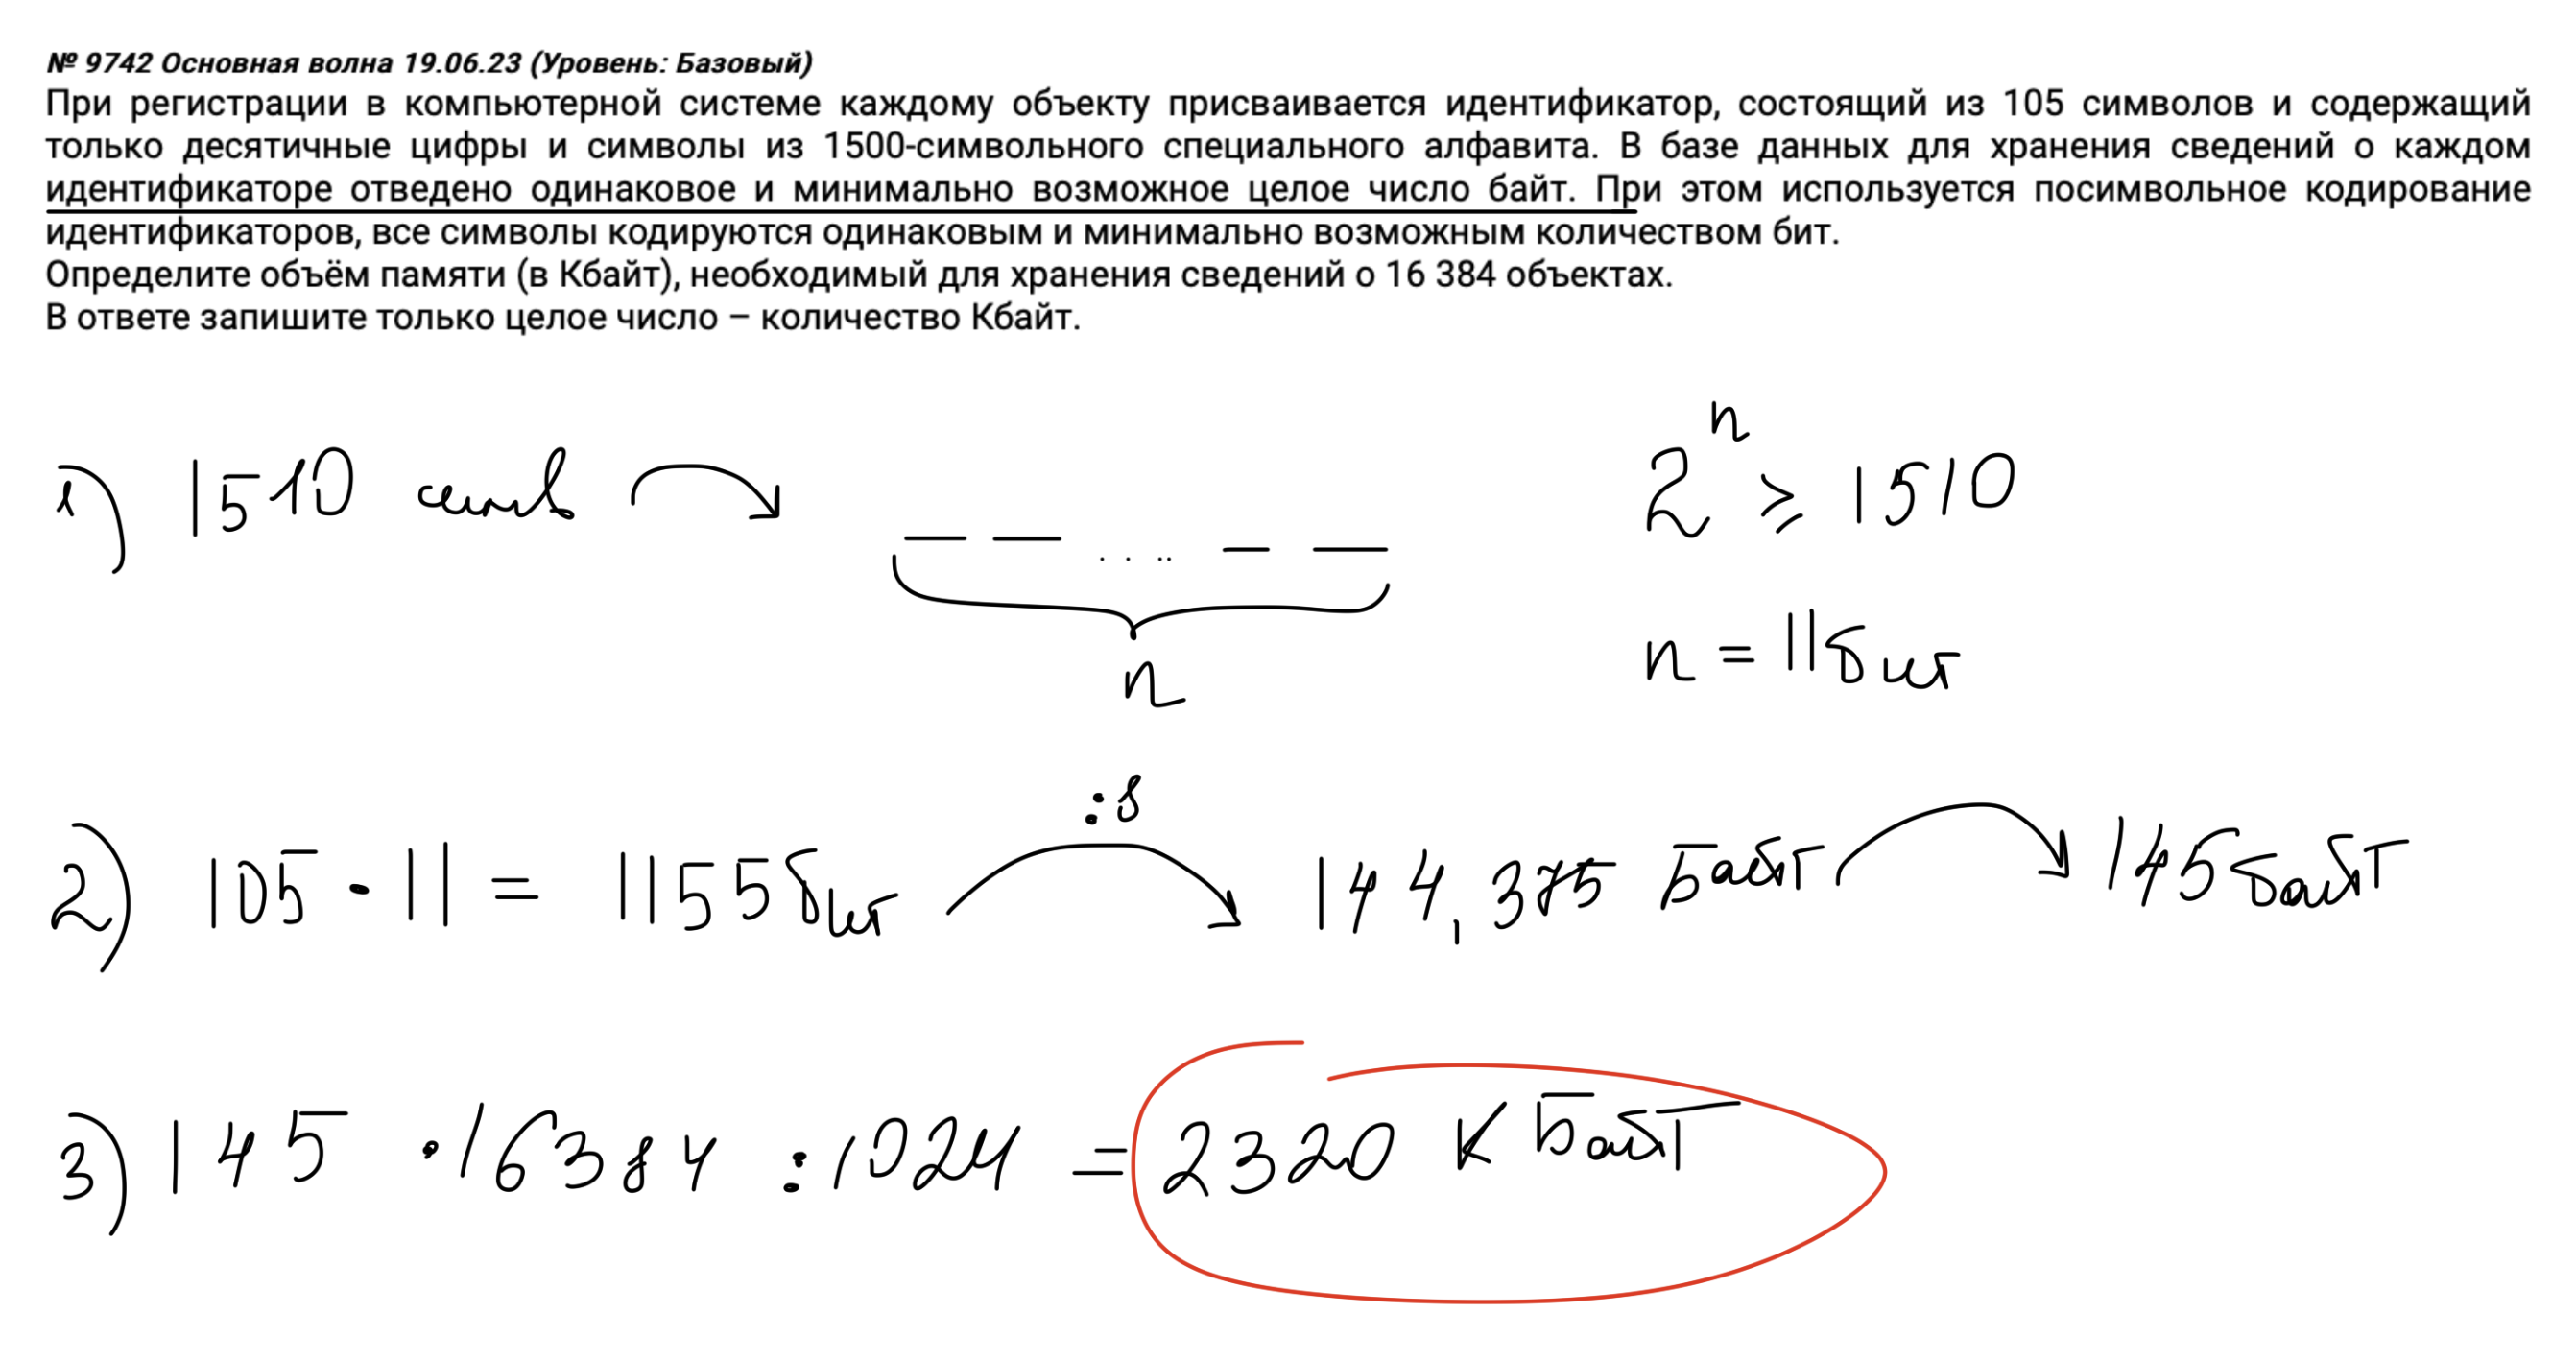 № 9742 Основная волна 19.06.23 (Уровень: Базовый)
При регистрации в компьютерной системе каждому объекту присваивается идентификатор, состоящий из 105 символов и содержащий
только десятичные цифры и символы из 1500-символьного специального алфавита. В базе данных для хранения сведений о каждом
идентификаторе отведено одинаковое и минимально возможное целое число байт. При этом используется посимвольное кодирование
идентификаторов, все символы кодируются одинаковым и минимально возможным количеством бит.
Определите объём памяти (в Кбайт), необходимый для хранения сведений о 16 384 объектах.
В ответе запишите только целое число – количество Кбайт.
1) 1510 симв
n
2^n ≥ 1510
n = 11 бит
2) 105 · 11 = 1155 бит :8 144,375 Байт 145 байт
3) 145 · 16384 : 1024 = 2320 КБайт